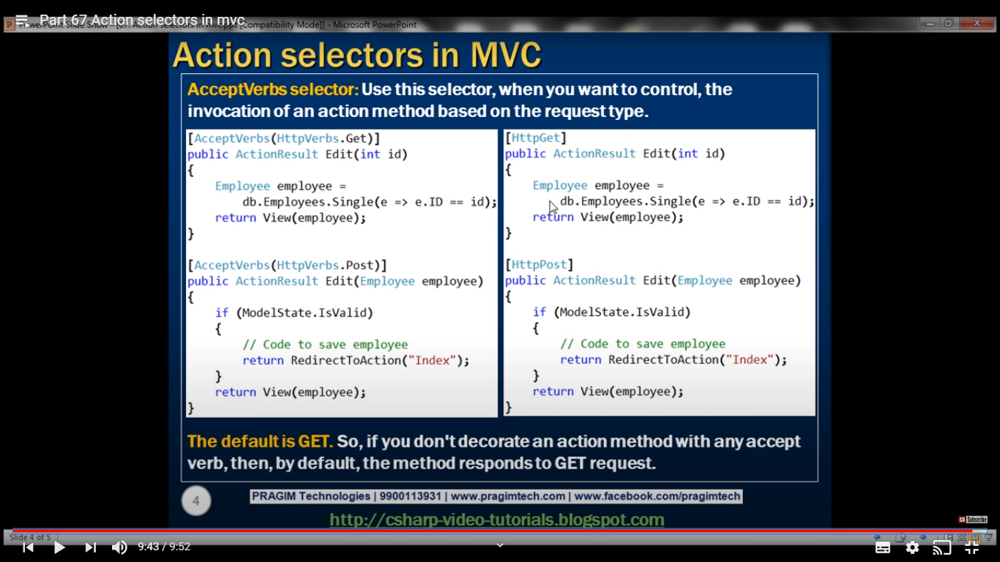 Part 67 Action selectors in mvc
[Compatibility Mode]] - Microsoft PowerPoint
Action selectors in MVC
AcceptVerbs selector: Use this selector, when you want to control, the
invocation of an action method based on the request type.
[AcceptVerbs(HttpVerbs.Get)]
public ActionResult Edit(int id)
{
    Employee employee =
        db.Employees.Single(e => e.ID == id);
    return View(employee);
}
[AcceptVerbs(HttpVerbs.Post)]
public ActionResult Edit(Employee employee)
{
    if (ModelState.IsValid)
    {
        // Code to save employee
        return RedirectToAction("Index");
    }
    return View(employee);
}
[HttpGet]
public ActionResult Edit(int id)
{
    Employee employee =
        db.Employees.Single(e => e.ID == id);
    return View(employee);
}
[HttpPost]
public ActionResult Edit(Employee employee)
{
    if (ModelState.IsValid)
    {
        // Code to save employee
        return RedirectToAction("Index");
    }
    return View(employee);
}
The default is GET. So, if you don't decorate an action method with any accept
verb, then, by default, the method responds to GET request.
4
PRAGIM Technologies | 9900113931 | www.pragimtech.com | www.facebook.com/pragimtech
http://csharp-video-tutorials.blogspot.com
Subscribe
Slide 4 of 5
9:43 / 9:52